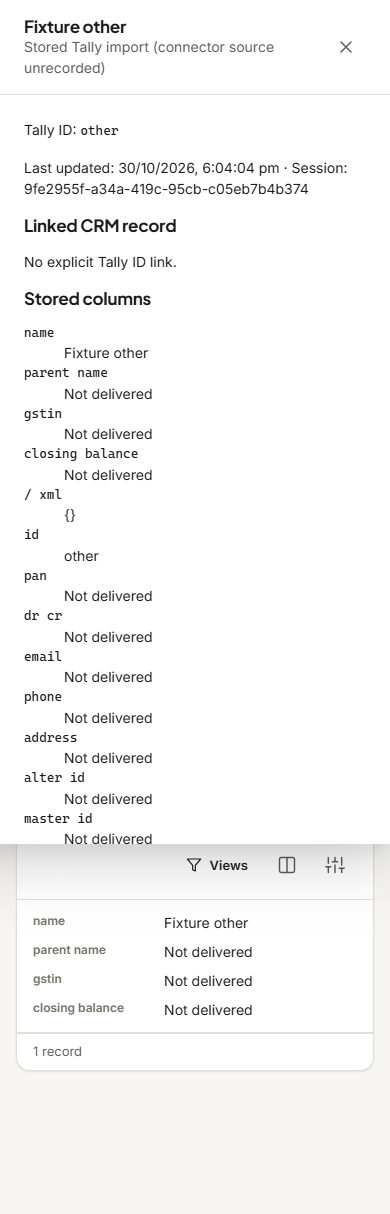 Fixture other
Stored Tally import (connector source
unrecorded)
Tally ID: other
Last updated: 30/10/2026, 6:04:04 pm · Session:
9fe2955f-a34a-419c-95cb-c05eb7b4b374
Linked CRM record
No explicit Tally ID link.
Stored columns
name
Fixture other
parent name
Not delivered
gstin
Not delivered
closing balance
Not delivered
/ xml
{}
id
other
pan
Not delivered
dr cr
Not delivered
email
Not delivered
phone
Not delivered
address
Not delivered
alter id
Not delivered
master id
Not delivered
Views
name Fixture other
parent name Not delivered
gstin Not delivered
closing balance Not delivered
1 record